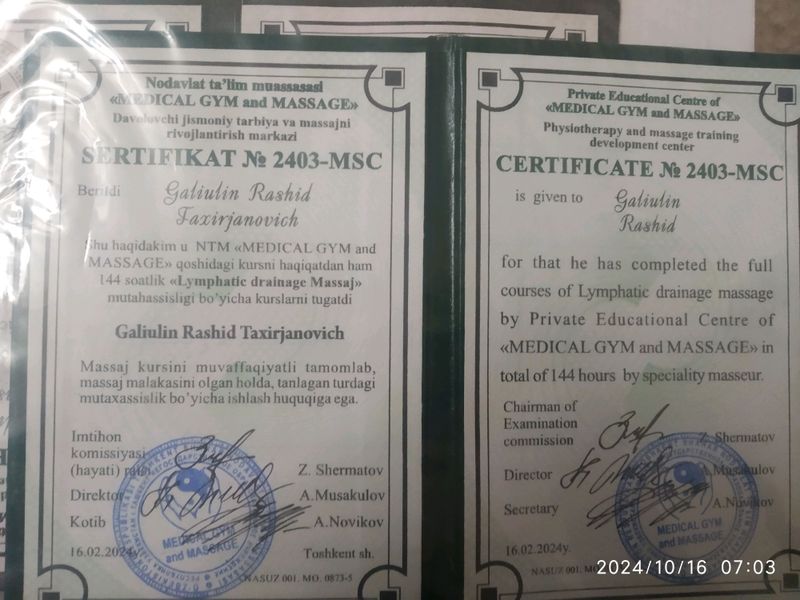 Nodavlat ta'lim muassasasi
«MEDICAL GYM and MASSAGE»
Davolovchi jismoniy tarbiya va massajni
rivojlantirish markazi
SERTIFIKAT № 2403-MSC
Berildi Galiulin Rashid
Taxirjanovich
Shu haqidakim u NTM «MEDICAL GYM and
MASSAGE» qoshidagi kursni haqiqatdan ham
144 soatlik «Lymphatic drainage Massaj»
mutahassisligi bo'yicha kurslarni tugatdi
Galiulin Rashid Taxirjanovich
Massaj kursini muvaffaqiyatli tamomlab,
massaj malakasini olgan holda, tanlagan turdagi
mutaxassislik bo'yicha ishlash huquqiga ega.
Imtihon
komissiyasi
(hayati) raisi Z. Shermatov
Direktor A.Musakulov
Kotib A.Novikov
MEDICAL GYM
and MASSAGE
16.02.2024y. Toshkent sh.
NASUZ 001. MO. 0873-5
Private Educational Centre of
«MEDICAL GYM and MASSAGE»
Physiotherapy and massage training
development center
CERTIFICATE № 2403-MSC
is given to Galiulin
Rashid
for that he has completed the full
courses of Lymphatic drainage massage
by Private Educational Centre of
«MEDICAL GYM and MASSAGE» in
total of 144 hours by speciality masseur.
Chairman of
Examination
commission Z. Shermatov
Director A.Musakulov
Secretary A.Novikov
MEDICAL GYM
and MASSAGE
16.02.2024y.
NASUZ 001. MO.
2024/10/16 07:03